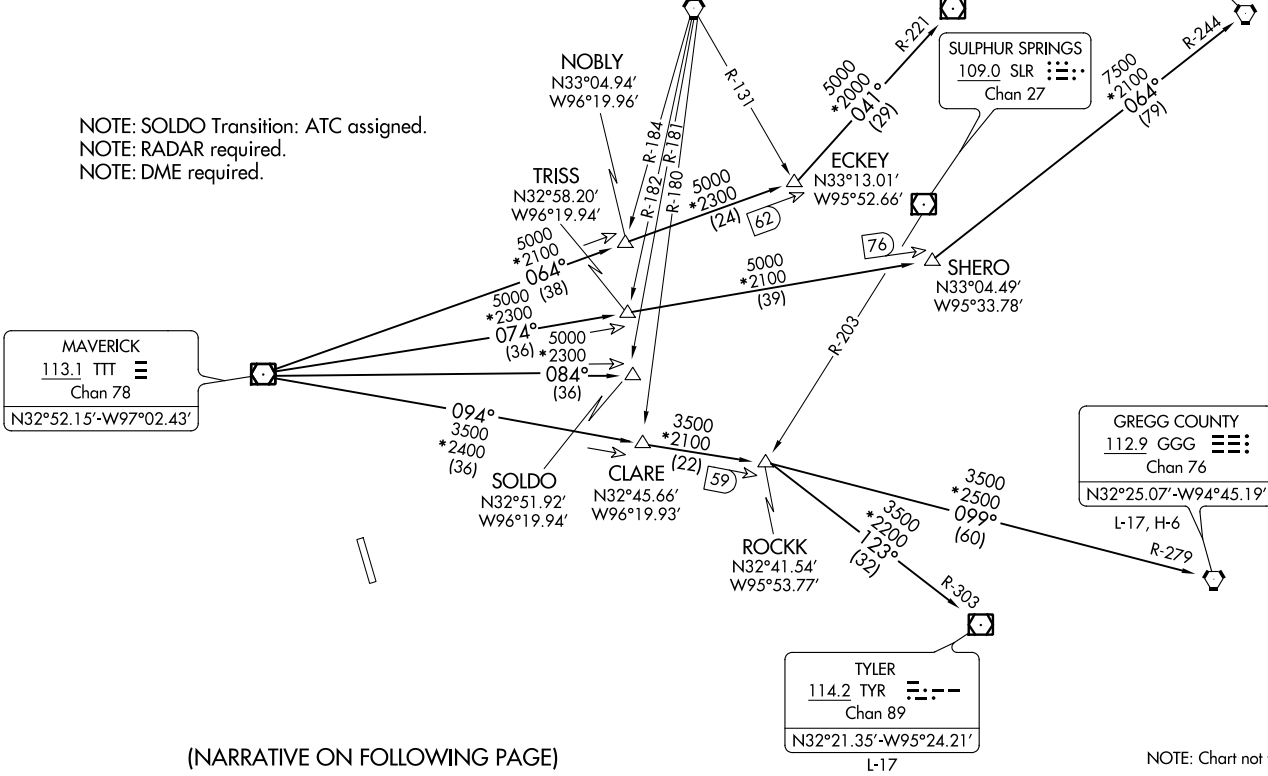 NOBLY
N33°04.94′
W96°19.96′
R-131
R-184
R-181
R-182
R-180
5000
*2000
041°
(29)
R-221
SULPHUR SPRINGS
109.0 SLR
Chan 27
7500
*2100
064°
(79)
R-244
NOTE: SOLDO Transition: ATC assigned.
NOTE: RADAR required.
NOTE: DME required.
TRISS
N32°58.20′
W96°19.94′
5000
*2300
(24)
62
ECKEY
N33°13.01′
W95°52.66′
5000
*2100
064°
(38)
76
5000
*2100
(39)
SHERO
N33°04.49′
W95°33.78′
5000
*2300
074°
(36)
5000
*2300
084°
(36)
R-203
MAVERICK
113.1 TTT
Chan 78
N32°52.15′-W97°02.43′
094°
3500
*2400
(36)
SOLDO
N32°51.92′
W96°19.94′
CLARE
N32°45.66′
W96°19.93′
3500
*2100
(22)
59
ROCKK
N32°41.54′
W95°53.77′
3500
*2200
123°
(32)
R-303
3500
*2500
099°
(60)
R-279
GREGG COUNTY
112.9 GGG
Chan 76
N32°25.07′-W94°45.19′
L-17, H-6
TYLER
114.2 TYR
Chan 89
N32°21.35′-W95°24.21′
L-17
(NARRATIVE ON FOLLOWING PAGE)
NOTE: Chart not